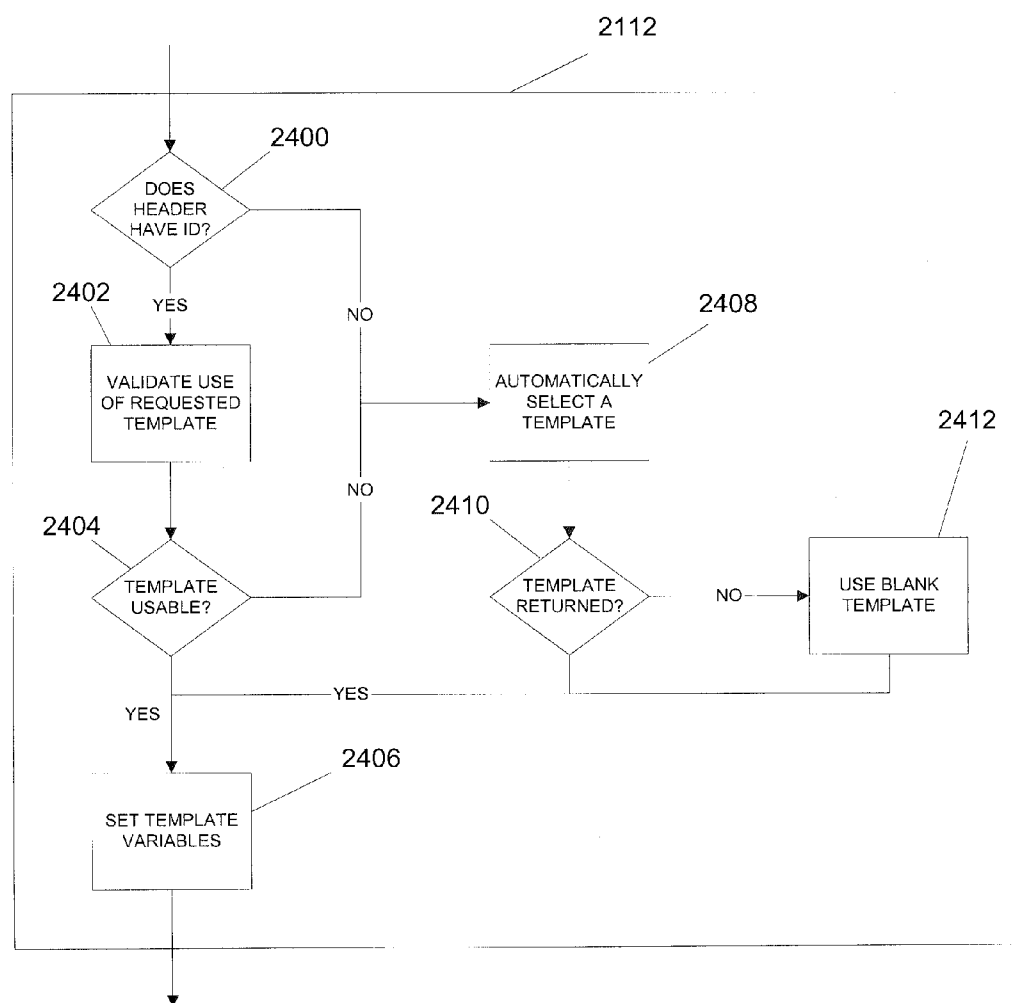 2112
2400
DOES
HEADER
HAVE ID?
YES
NO
2402
VALIDATE USE
OF REQUESTED
TEMPLATE
2408
AUTOMATICALLY
SELECT A
TEMPLATE
NO
2404
TEMPLATE
USABLE?
2410
TEMPLATE
RETURNED?
NO
2412
USE BLANK
TEMPLATE
YES
YES
2406
SET TEMPLATE
VARIABLES